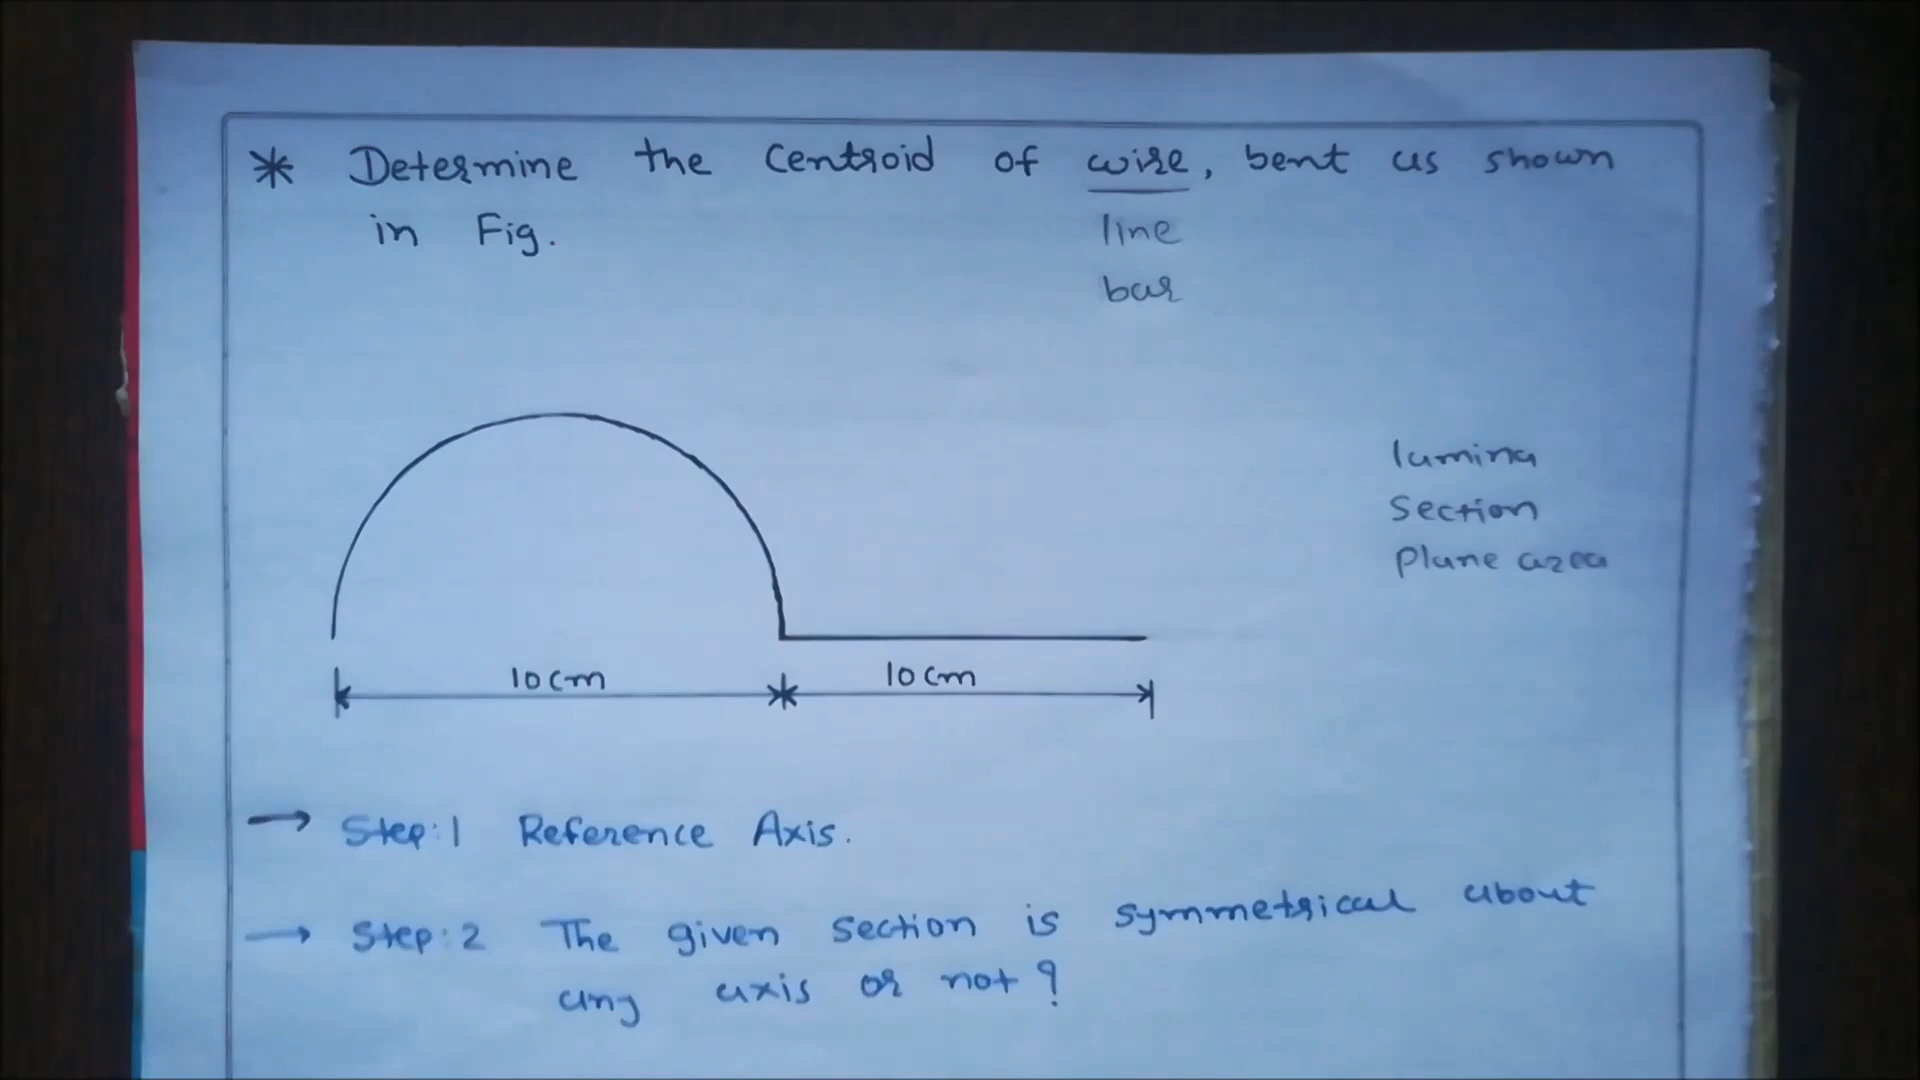 * Determine the Centroid of wire, bent as shown
in Fig.
line
bar
lamina
Section
Plane area
10 cm
10 cm
→ Step:1 Reference Axis.
→ Step:2 The given section is symmetrical about
any axis or not?